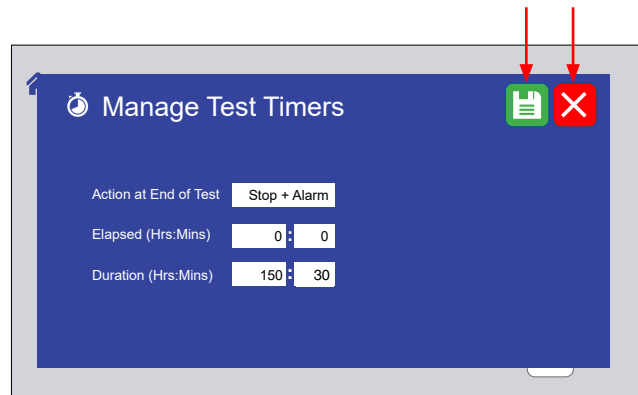 Manage Test Timers
Action at End of Test Stop + Alarm
Elapsed (Hrs:Mins) 0 : 0
Duration (Hrs:Mins) 150 : 30